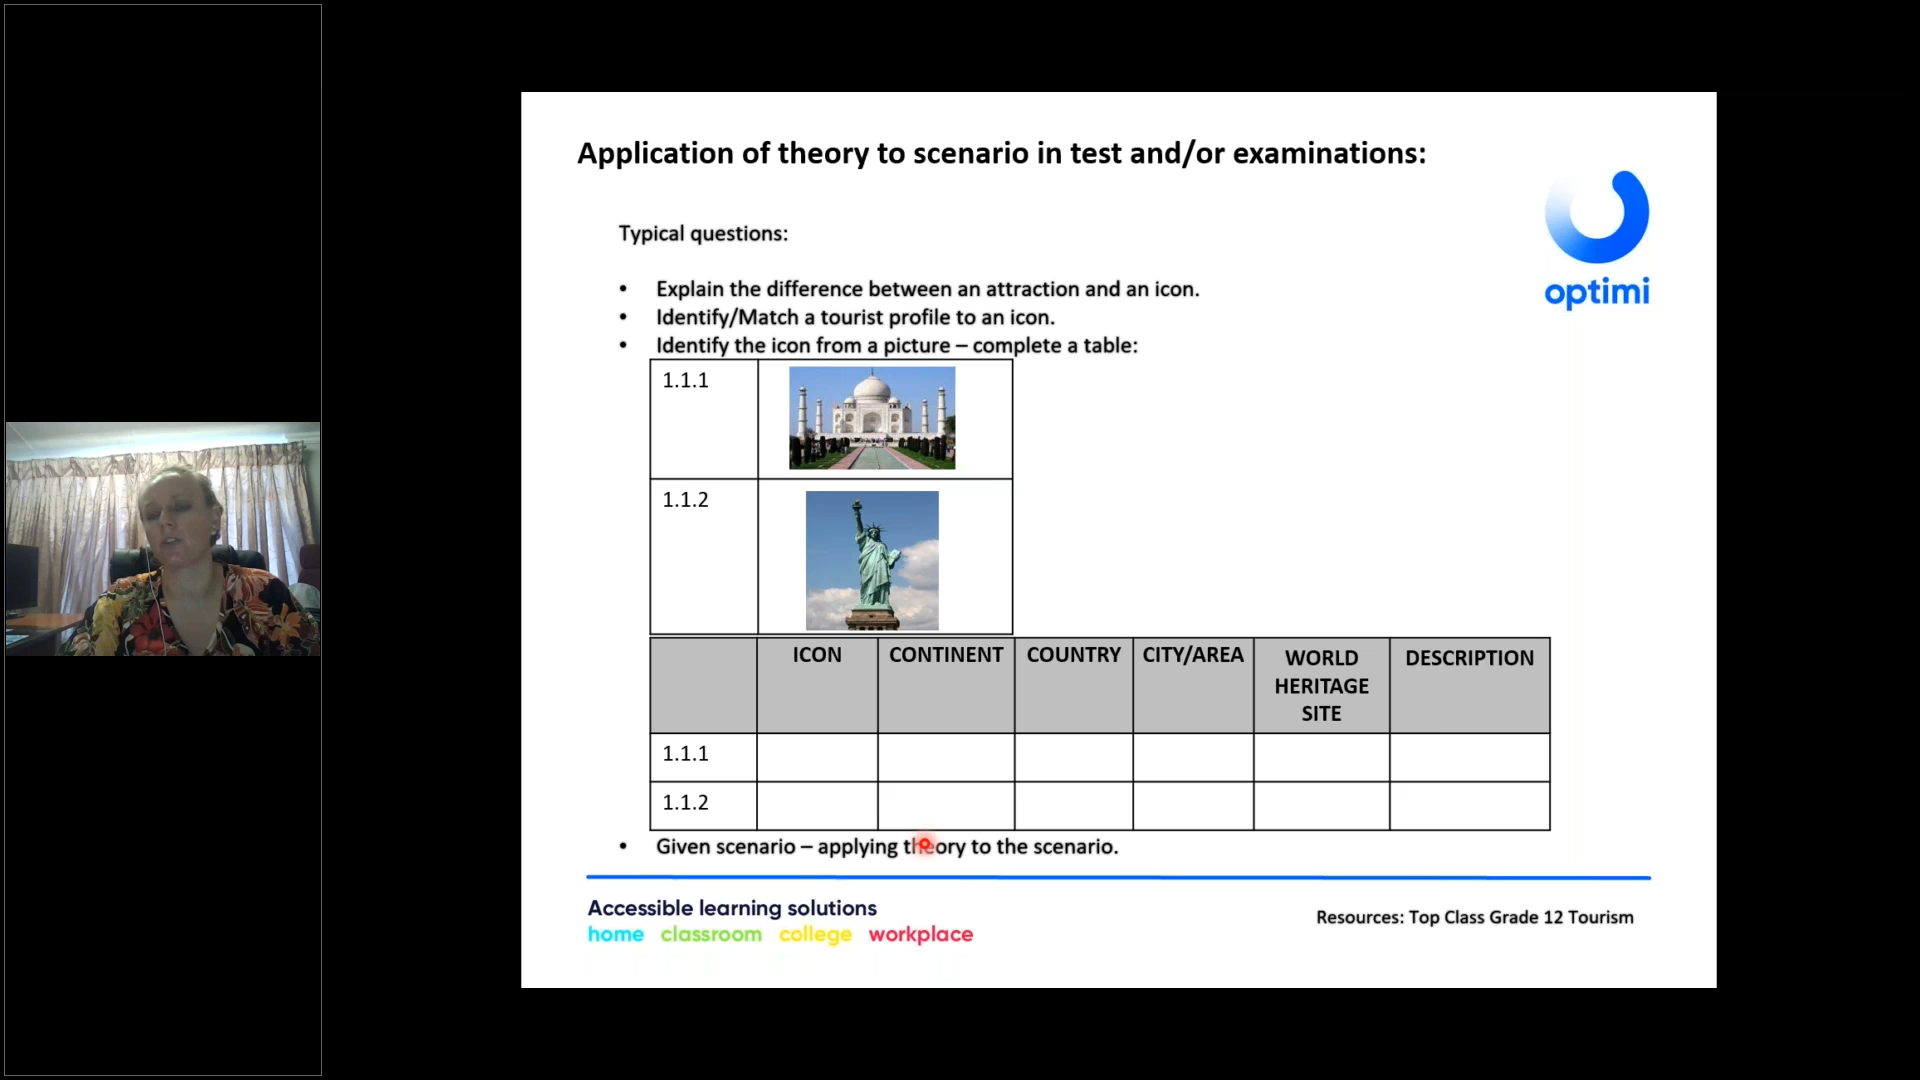 Application of theory to scenario in test and/or examinations:
optimi
Typical questions:
• Explain the difference between an attraction and an icon.
• Identify/Match a tourist profile to an icon.
• Identify the icon from a picture – complete a table:
1.1.1
1.1.2
ICON CONTINENT COUNTRY CITY/AREA WORLD HERITAGE SITE DESCRIPTION
1.1.1
1.1.2
• Given scenario – applying theory to the scenario.
Accessible learning solutions
home classroom college workplace
Resources: Top Class Grade 12 Tourism